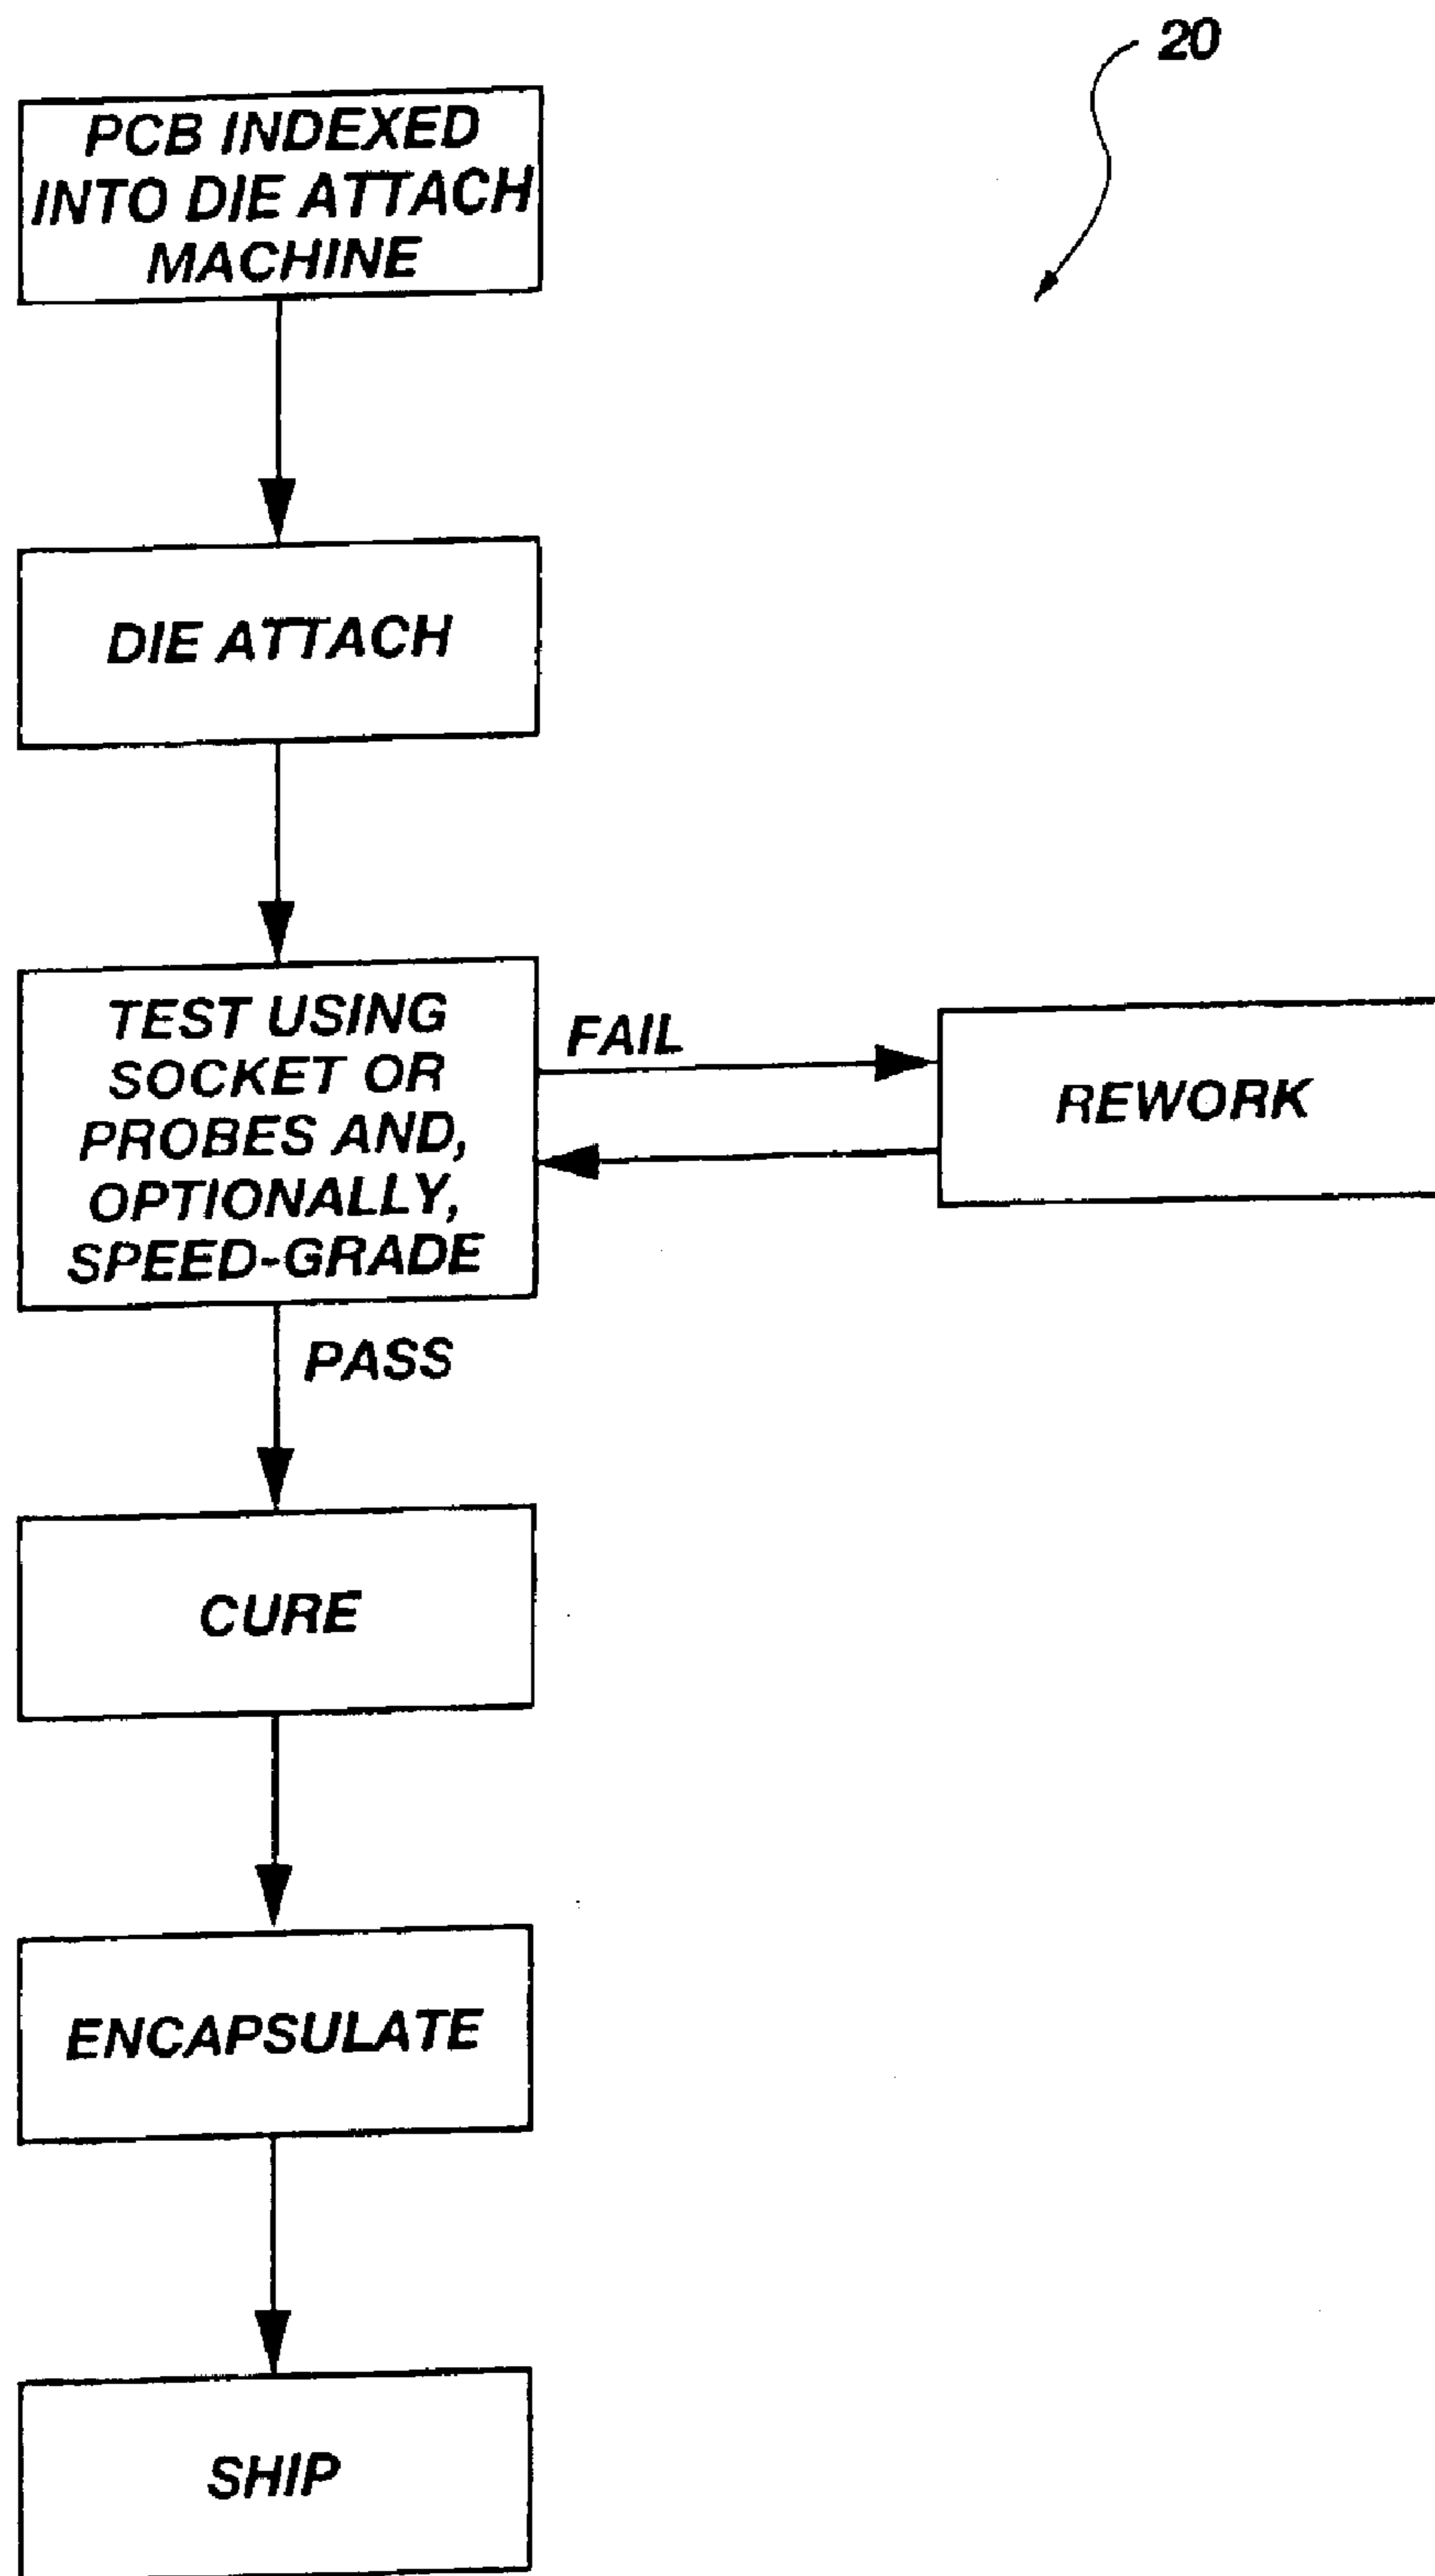 20
PCB INDEXED
INTO DIE ATTACH
MACHINE
DIE ATTACH
TEST USING
SOCKET OR
PROBES AND,
OPTIONALLY,
SPEED-GRADE
FAIL
REWORK
PASS
CURE
ENCAPSULATE
SHIP